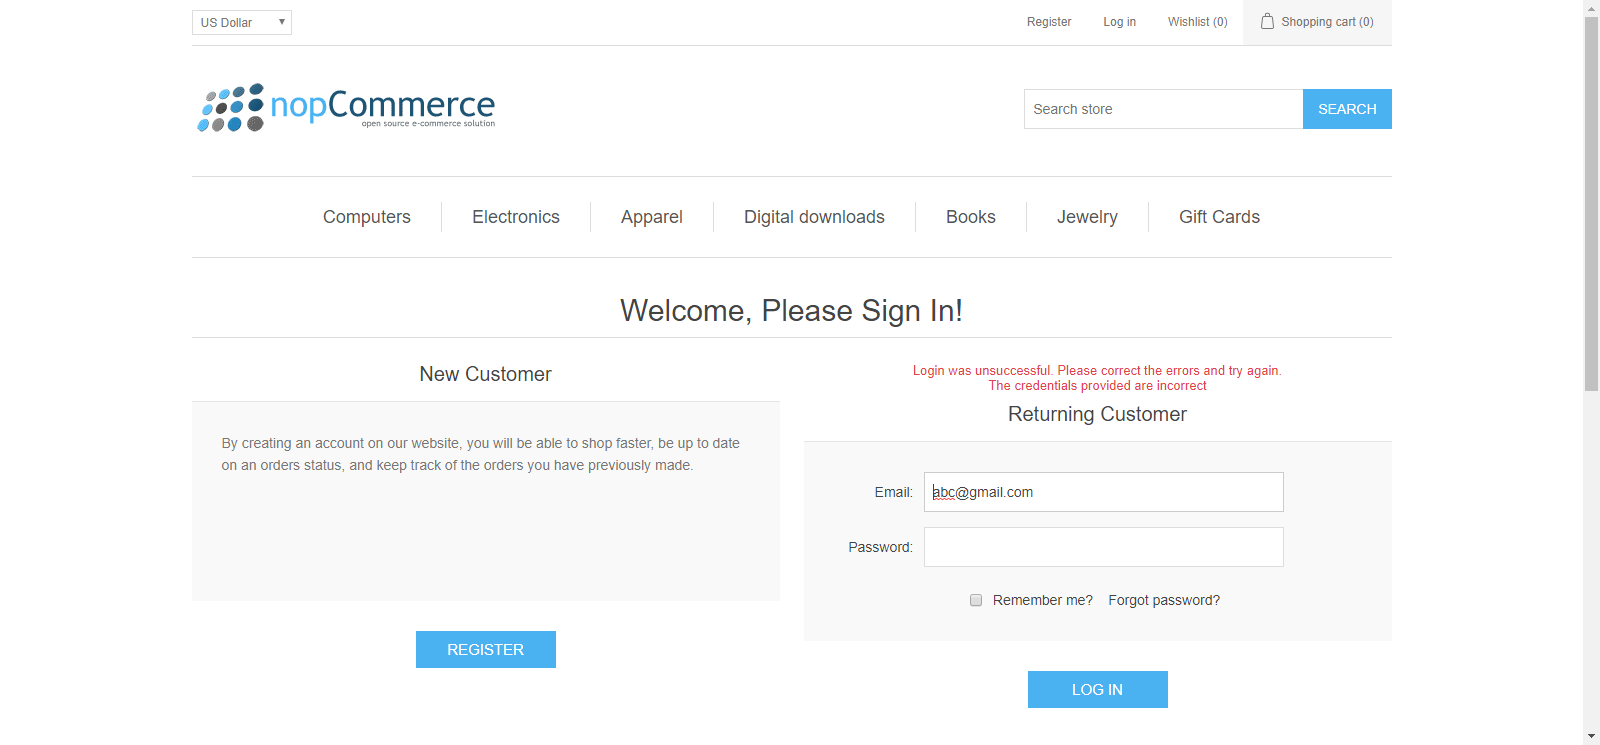 US Dollar
Register
Log in
Wishlist (0)
Shopping cart (0)
nopCommerce
open source e-commerce solution
Search store
SEARCH
Computers
Electronics
Apparel
Digital downloads
Books
Jewelry
Gift Cards
Welcome, Please Sign In!
New Customer
By creating an account on our website, you will be able to shop faster, be up to date
on an orders status, and keep track of the orders you have previously made.
REGISTER
Login was unsuccessful. Please correct the errors and try again.
The credentials provided are incorrect
Returning Customer
Email:
abc@gmail.com
Password:
Remember me?
Forgot password?
LOG IN